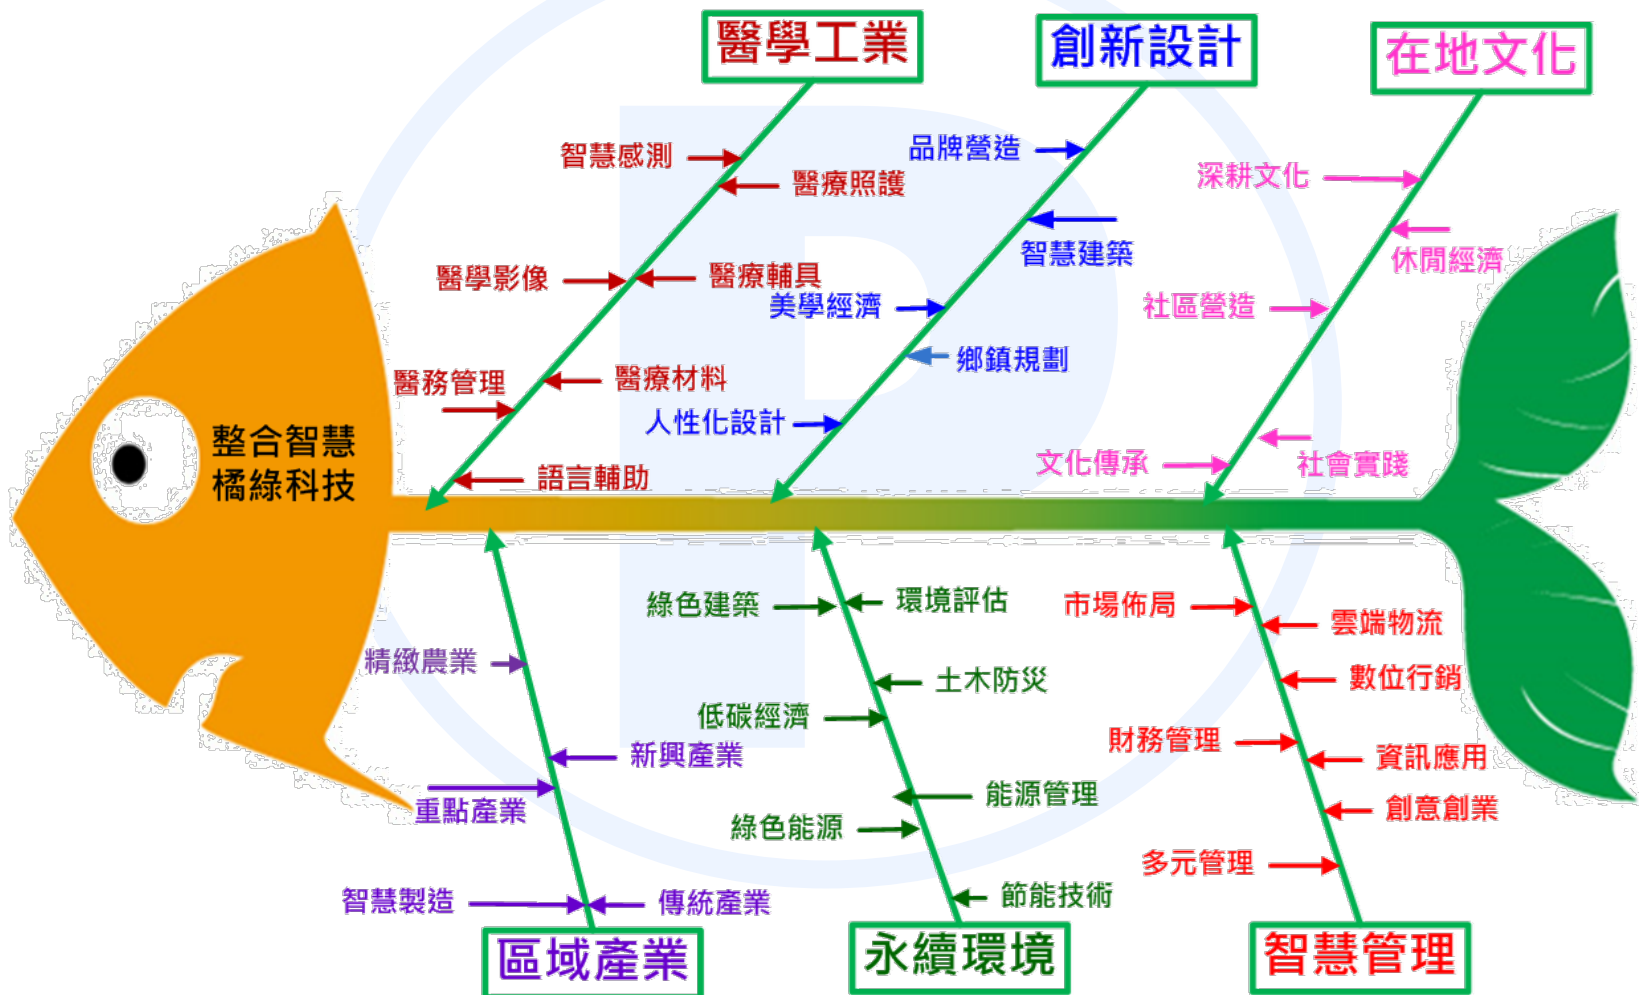 醫學工業
創新設計
在地文化
智慧感測
醫療照護
醫學影像
醫療輔具
醫務管理
醫療材料
語言輔助
品牌營造
智慧建築
美學經濟
鄉鎮規劃
人性化設計
深耕文化
休閒經濟
社區營造
文化傳承
社會實踐
整合智慧
橘綠科技
精緻農業
新興產業
重點產業
智慧製造
傳統產業
區域產業
綠色建築
環境評估
土木防災
低碳經濟
能源管理
綠色能源
節能技術
永續環境
市場佈局
雲端物流
數位行銷
財務管理
資訊應用
創意創業
多元管理
智慧管理